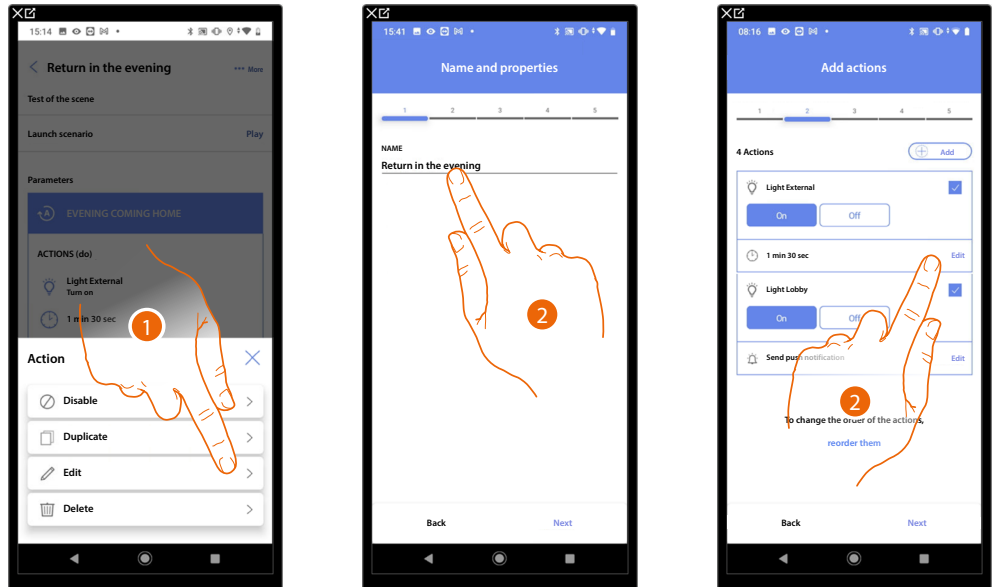 15:14
Return in the evening
••• More
Test of the scene
Launch scenario Play
Parameters
A EVENING COMING HOME
ACTIONS (do)
Light External
Turn on
1 min 30 sec
1
Action
Disable
Duplicate
Edit
Delete
15:41
Name and properties
1 2 3 4 5
NAME
Return in the evening
2
Back Next
08:16
Add actions
1 2 3 4 5
4 Actions Add
Light External
On Off
1 min 30 sec Edit
Light Lobby
On Off
Send push notification Edit
2
To change the order of the actions,
reorder them
Back Next